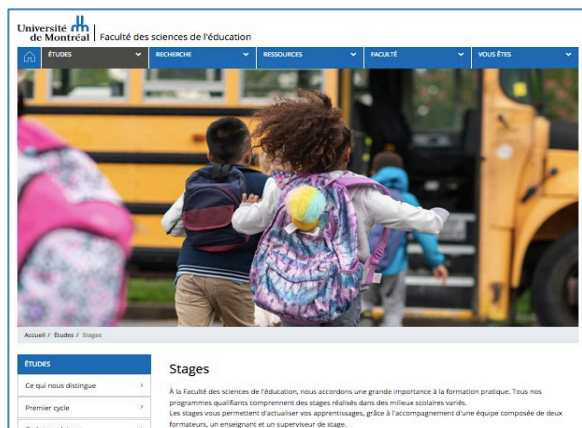 Université
de Montréal
Faculté des sciences de l'éducation
ÉTUDES
RECHERCHE
RESSOURCES
FACULTÉ
VOUS ÊTES
Accueil / Études / Stages
ÉTUDES
Ce qui nous distingue
Premier cycle
Stages
À la Faculté des sciences de l'éducation, nous accordons une grande importance à la formation pratique. Tous nos
programmes qualifiants comprennent des stages réalisés dans des milieux scolaires variés.
Les stages vous permettent d'actualiser vos apprentissages, grâce à l'accompagnement d'une équipe composée de deux
formateurs, un enseignant et un superviseur de stage.